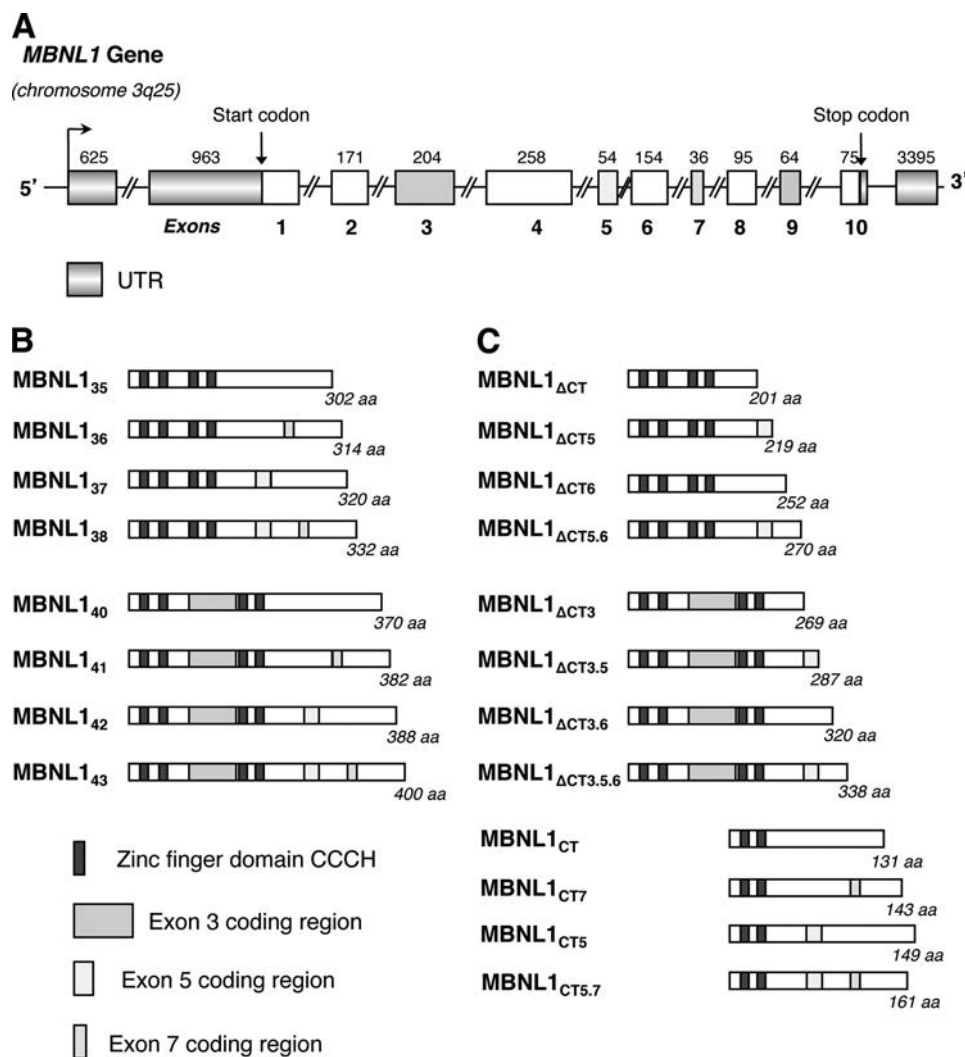 A
MBNL1 Gene
(chromosome 3q25)
Start codon
Stop codon
625 963 171 204 258 54 154 36 95 64 75 3395
5' 3'
Exons 1 2 3 4 5 6 7 8 9 10
UTR
B
MBNL135
302 aa
MBNL136
314 aa
MBNL137
320 aa
MBNL138
332 aa
MBNL140
370 aa
MBNL141
382 aa
MBNL142
388 aa
MBNL143
400 aa
Zinc finger domain CCCH
Exon 3 coding region
Exon 5 coding region
Exon 7 coding region
C
MBNL1ΔCT
201 aa
MBNL1ΔCT5
219 aa
MBNL1ΔCT6
252 aa
MBNL1ΔCT5.6
270 aa
MBNL1ΔCT3
269 aa
MBNL1ΔCT3.5
287 aa
MBNL1ΔCT3.6
320 aa
MBNL1ΔCT3.5.6
338 aa
MBNL1CT
131 aa
MBNL1CT7
143 aa
MBNL1CT5
149 aa
MBNL1CT5.7
161 aa